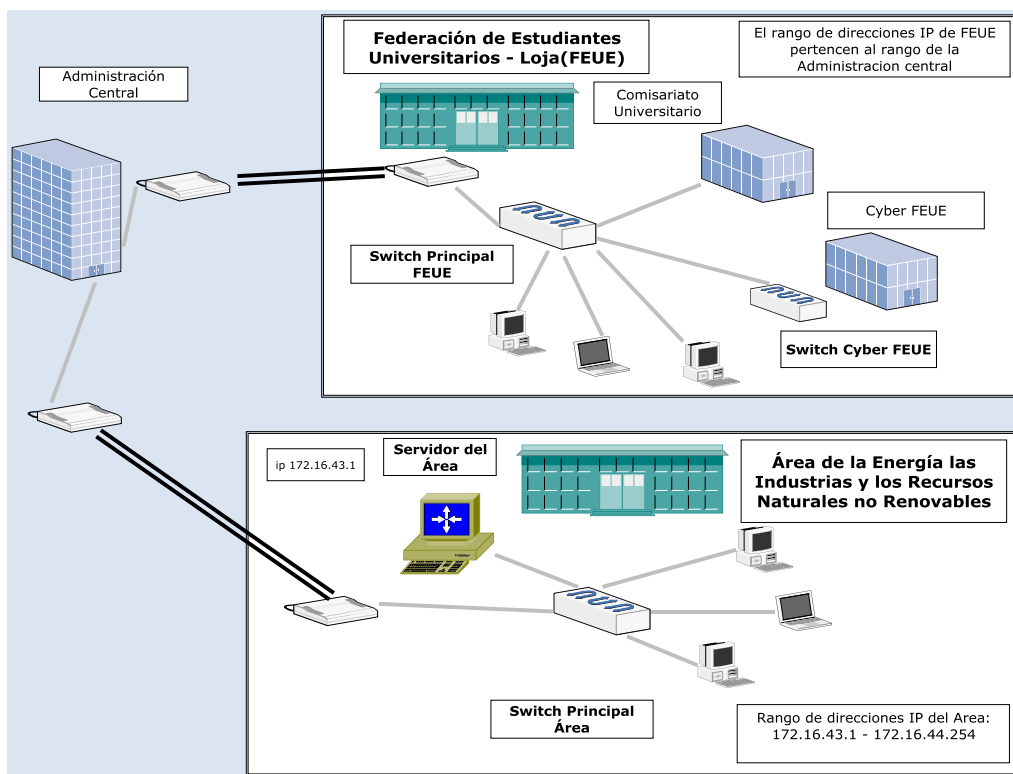 Federación de Estudiantes
Universitarios - Loja(FEUE)
El rango de direcciones IP de FEUE
pertencen al rango de la
Administracion central
Administración
Central
Comisariato
Universitario
Cyber FEUE
Switch Principal
FEUE
Switch Cyber FEUE
ip 172.16.43.1
Servidor del
Área
Área de la Energía las
Industrias y los Recursos
Naturales no Renovables
Switch Principal
Área
Rango de direcciones IP del Area:
172.16.43.1 - 172.16.44.254